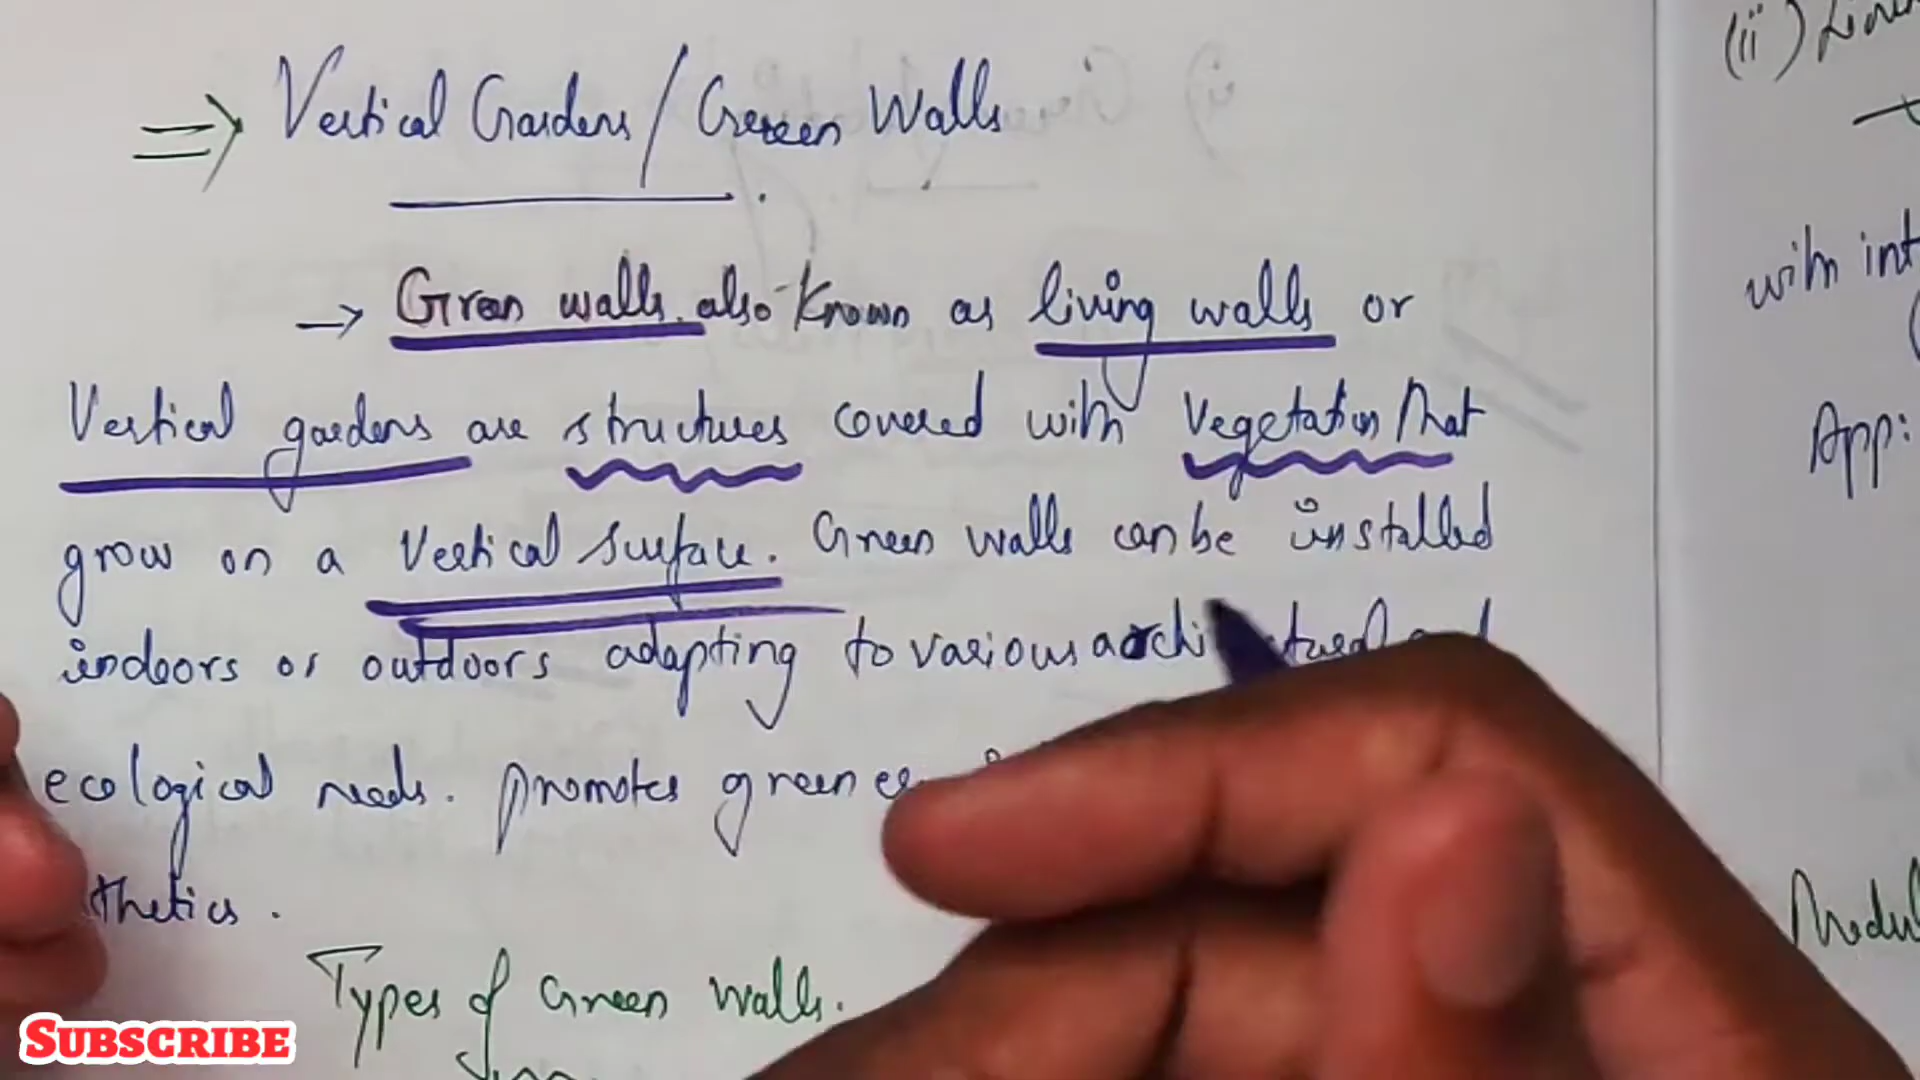 ⇒ Vertical Gardens / Green Walls
→ Green walls also known as living walls or
Vertical gardens are structures covered with vegetation that
grow on a vertical surface. Green walls can be installed
indoors or outdoors adapting to various
ecological needs. promotes green
thetics.
Types of Green walls.
(ii)
with int
App:
Modul
SUBSCRIBE